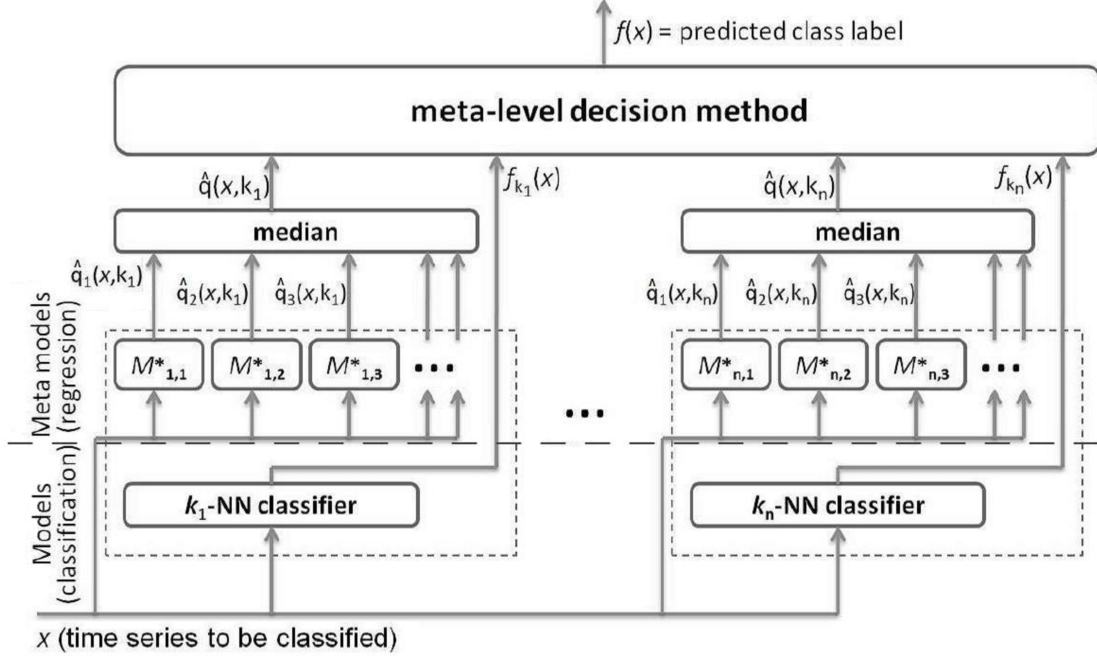 f(x) = predicted class label
meta-level decision method
q̂(x,k₁)
f_k₁(x)
q̂(x,kₙ)
f_kₙ(x)
median
median
q̂₁(x,k₁)
q̂₂(x,k₁)
q̂₃(x,k₁)
q̂₁(x,kₙ)
q̂₂(x,kₙ)
q̂₃(x,kₙ)
Meta models
(regression)
M*₁,₁
M*₁,₂
M*₁,₃
...
...
M*ₙ,₁
M*ₙ,₂
M*ₙ,₃
...
Models
(classification)
k₁-NN classifier
kₙ-NN classifier
x (time series to be classified)